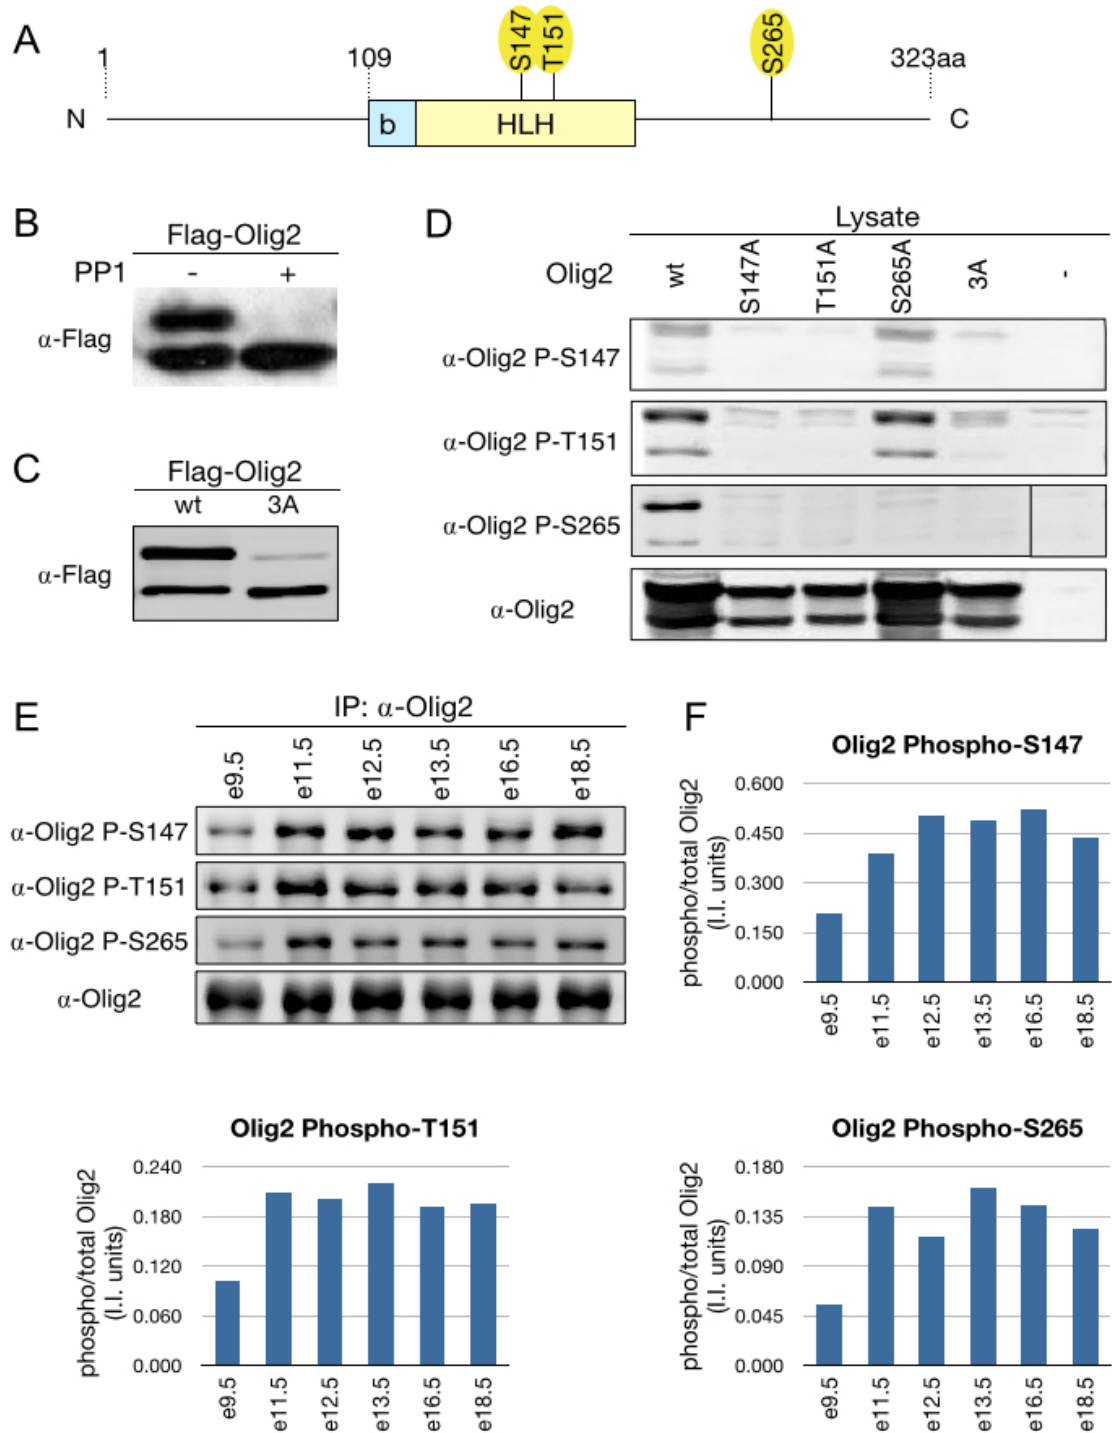 A
S147
T151
S265
1
109
323aa
N
b
HLH
C
B
Flag-Olig2
PP1
-
+
α-Flag
C
Flag-Olig2
wt
3A
α-Flag
D
Lysate
Olig2
wt
S147A
T151A
S265A
3A
-
α-Olig2 P-S147
α-Olig2 P-T151
α-Olig2 P-S265
α-Olig2
E
IP: α-Olig2
e9.5
e11.5
e12.5
e13.5
e16.5
e18.5
α-Olig2 P-S147
α-Olig2 P-T151
α-Olig2 P-S265
α-Olig2
F
Olig2 Phospho-S147
phospho/total Olig2
(I.I. units)
0.600
0.450
0.300
0.150
0.000
e9.5
e11.5
e12.5
e13.5
e16.5
e18.5
Olig2 Phospho-T151
phospho/total Olig2
(I.I. units)
0.240
0.180
0.120
0.060
0.000
e9.5
e11.5
e12.5
e13.5
e16.5
e18.5
Olig2 Phospho-S265
phospho/total Olig2
(I.I. units)
0.180
0.135
0.090
0.045
0.000
e9.5
e11.5
e12.5
e13.5
e16.5
e18.5